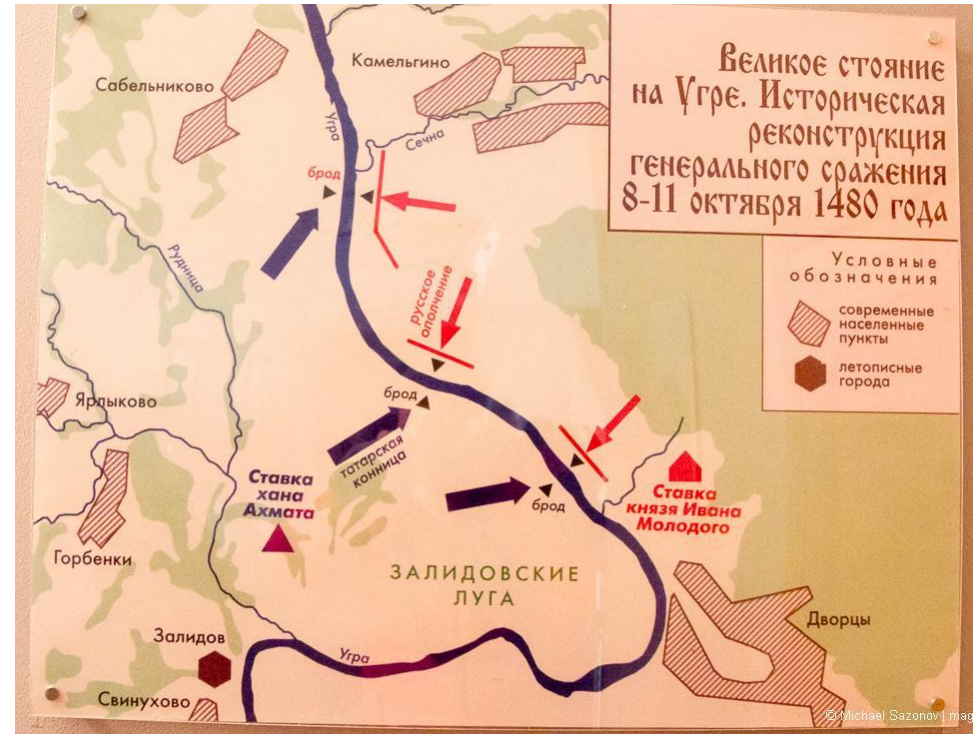 Великое стояние
на Угре. Историческая
реконструкция
генерального сражения
8-11 октября 1480 года
Условные
обозначения
современные
населенные
пункты
летописные
города
Сабельниково
Камельгино
Угра
Сечна
брод
Рудница
русское
ополчение
Ярлыково
брод
татарская
конница
Ставка
хана
Ахмата
брод
Ставка
князя Ивана
Молодого
Горбенки
ЗАЛИДОВСКИЕ
ЛУГА
Дворцы
Залидов
Угра
Свинухово
© Michael Sazonov | mag